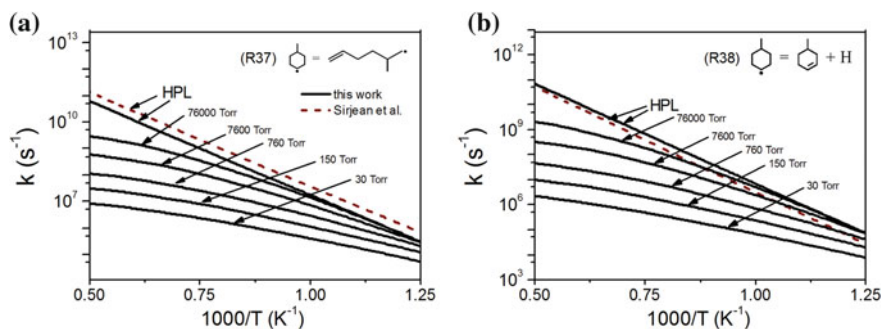 (a)
10^13
10^10
10^7
k (s^-1)
(R37)
=
HPL
76000 Torr
7600 Torr
760 Torr
150 Torr
30 Torr
this work
Sirjean et al.
0.50
0.75
1.00
1.25
1000/T (K^-1)
(b)
10^12
10^9
10^6
10^3
k (s^-1)
(R38)
= + H
HPL
76000 Torr
7600 Torr
760 Torr
150 Torr
30 Torr
0.50
0.75
1.00
1.25
1000/T (K^-1)